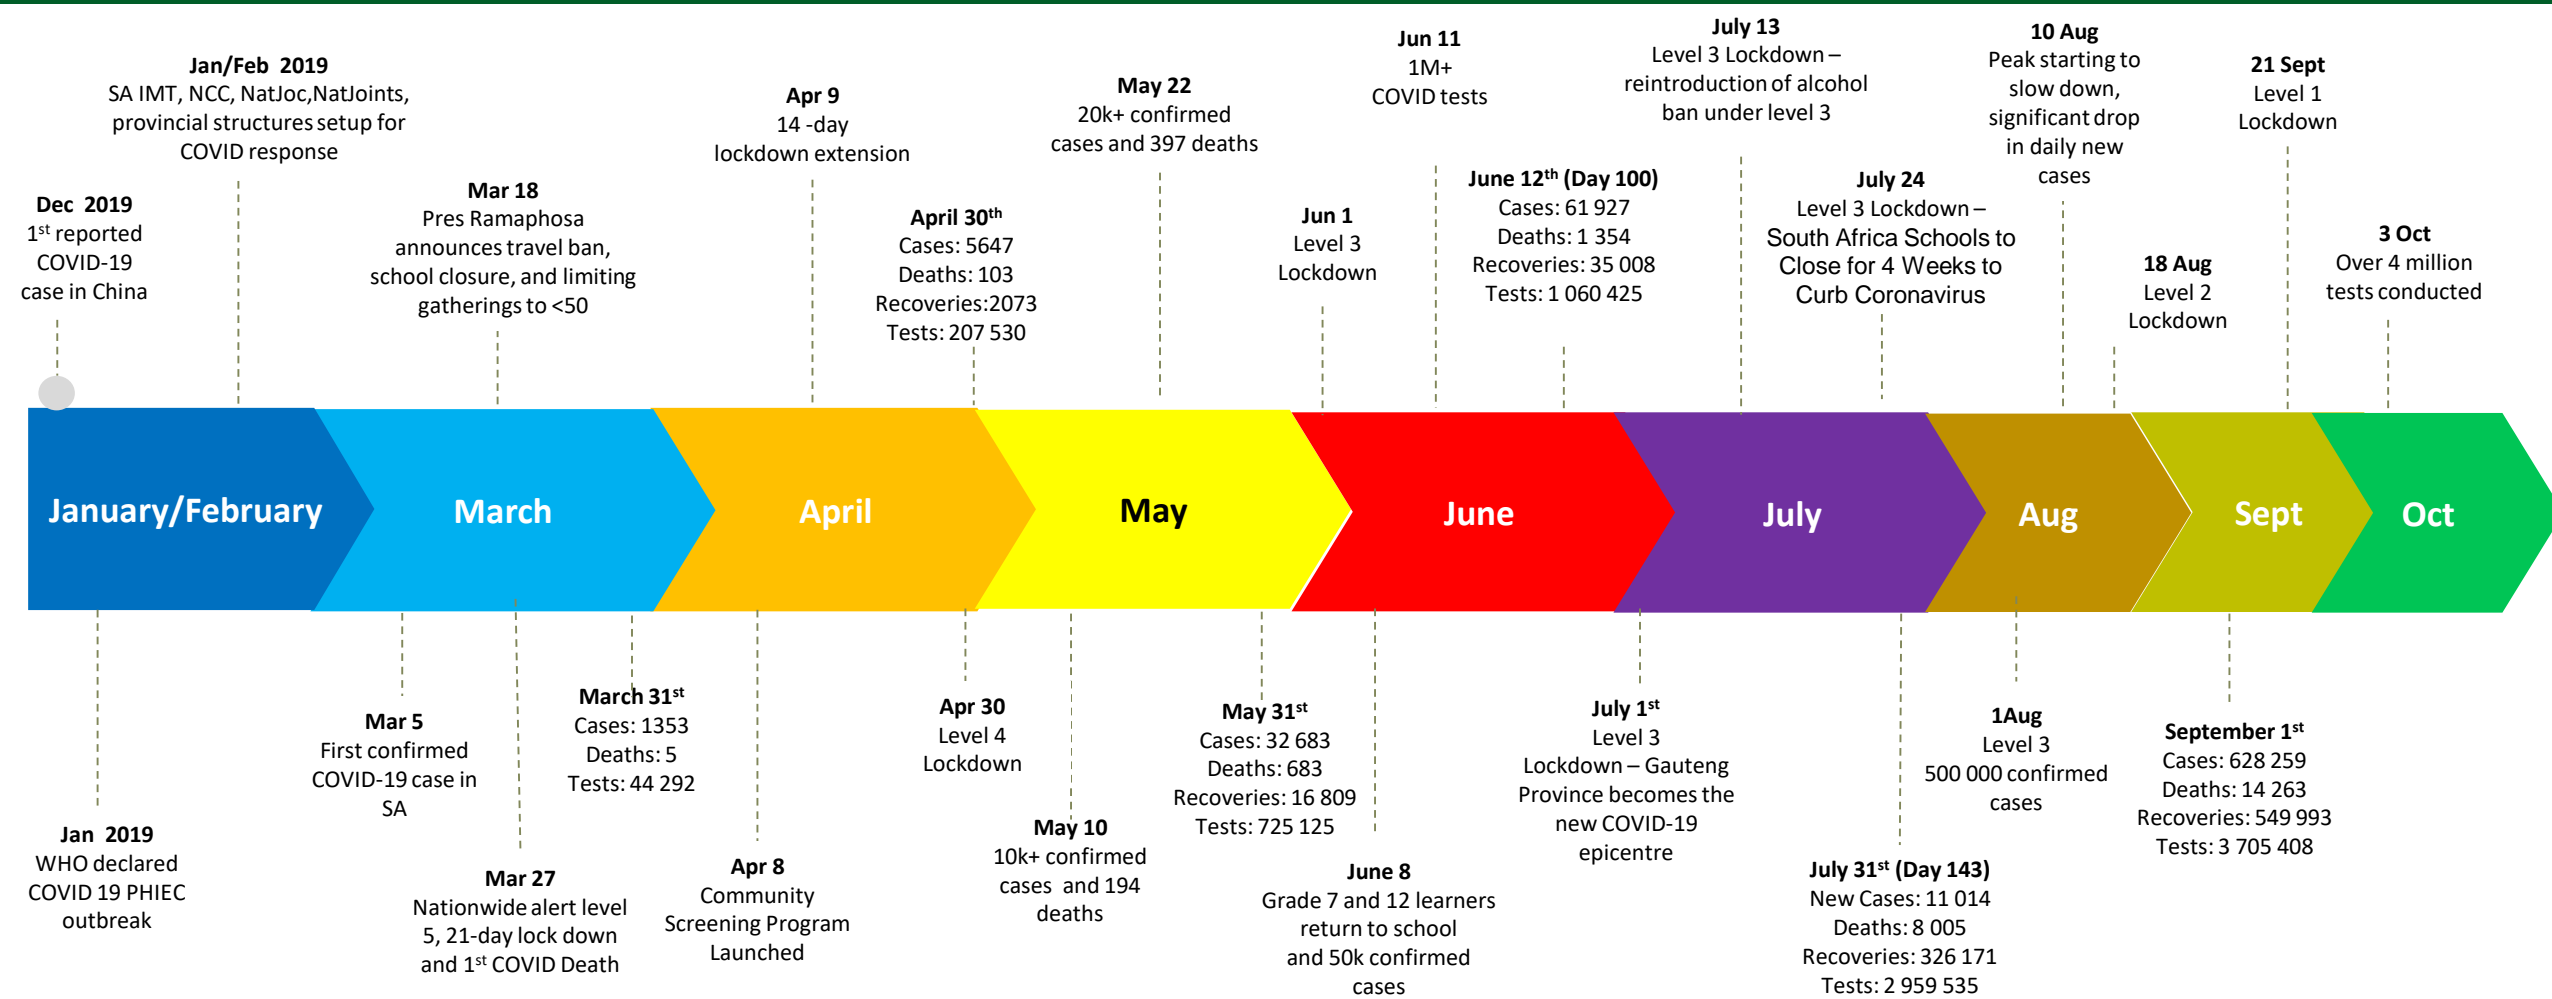 Dec 2019
1st reported
COVID-19
case in China
Jan/Feb 2019
SA IMT, NCC, NatJoc,NatJoints,
provincial structures setup for
COVID response
Mar 18
Pres Ramaphosa
announces travel ban,
school closure, and limiting
gatherings to <50
Apr 9
14 -day
lockdown extension
April 30th
Cases: 5647
Deaths: 103
Recoveries:2073
Tests: 207 530
May 22
20k+ confirmed
cases and 397 deaths
Jun 1
Level 3
Lockdown
Jun 11
1M+
COVID tests
June 12th (Day 100)
Cases: 61 927
Deaths: 1 354
Recoveries: 35 008
Tests: 1 060 425
July 13
Level 3 Lockdown –
reintroduction of alcohol
ban under level 3
July 24
Level 3 Lockdown –
South Africa Schools to
Close for 4 Weeks to
Curb Coronavirus
10 Aug
Peak starting to
slow down,
significant drop
in daily new
cases
18 Aug
Level 2
Lockdown
21 Sept
Level 1
Lockdown
3 Oct
Over 4 million
tests conducted
January/February
March
April
May
June
July
Aug
Sept
Oct
Jan 2019
WHO declared
COVID 19 PHIEC
outbreak
Mar 5
First confirmed
COVID-19 case in
SA
Mar 27
Nationwide alert level
5, 21-day lock down
and 1st COVID Death
March 31st
Cases: 1353
Deaths: 5
Tests: 44 292
Apr 8
Community
Screening Program
Launched
Apr 30
Level 4
Lockdown
May 10
10k+ confirmed
cases and 194
deaths
May 31st
Cases: 32 683
Deaths: 683
Recoveries: 16 809
Tests: 725 125
June 8
Grade 7 and 12 learners
return to school
and 50k confirmed
cases
July 1st
Level 3
Lockdown – Gauteng
Province becomes the
new COVID-19
epicentre
July 31st (Day 143)
New Cases: 11 014
Deaths: 8 005
Recoveries: 326 171
Tests: 2 959 535
1Aug
Level 3
500 000 confirmed
cases
September 1st
Cases: 628 259
Deaths: 14 263
Recoveries: 549 993
Tests: 3 705 408